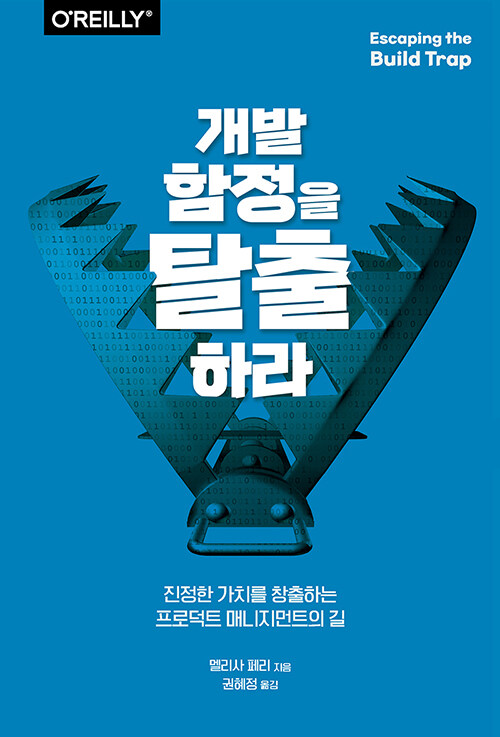 O'REILLY®
Escaping the
Build Trap
개발
함정을
탈출
하라
진정한 가치를 창출하는
프로덕트 매니지먼트의 길
멜리사 페리 지음
권혜정 옮김